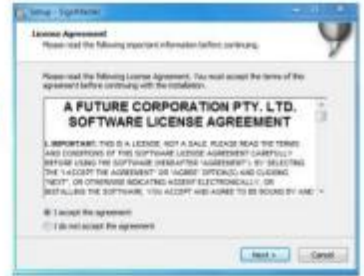 Setup - SignMaster
License Agreement
Please read the following important information before continuing.
Please read the following License Agreement. You must accept the terms of this
agreement before continuing with the installation.
A FUTURE CORPORATION PTY. LTD.
SOFTWARE LICENSE AGREEMENT
1. IMPORTANT: THIS IS A LICENSE, NOT A SALE. PLEASE READ THE TERMS
AND CONDITIONS OF THIS SOFTWARE LICENSE AGREEMENT CAREFULLY
BEFORE USING THE SOFTWARE (HEREAFTER "AGREEMENT"). BY SELECTING
THE "I ACCEPT THE AGREEMENT" OR "AGREE" OPTION(S) AND CLICKING
"NEXT", OR OTHERWISE INDICATING ASSENT ELECTRONICALLY, OR
INSTALLING THE SOFTWARE, YOU ACCEPT AND AGREE TO BE BOUND BY AND
I accept the agreement
I do not accept the agreement
Next >
Cancel